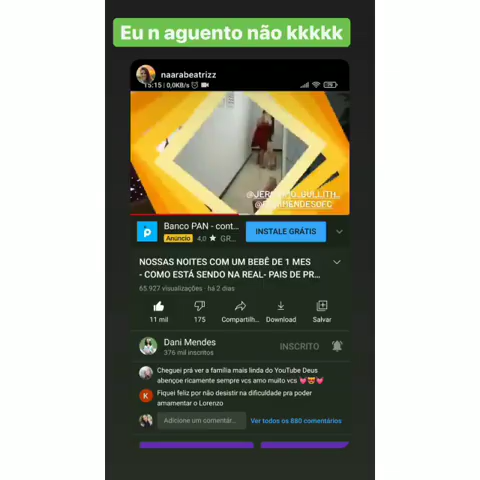 Eu n aguento não kkkkk
naarabeatrizz
15:15 | 0,0KB/s
NOSSAS NOITES COM UM BEBÊ DE 1 MES
- COMO ESTÁ SENDO NA REAL- PAIS DE PR...
65.927 visualizações · há 2 dias
Banco PAN - cont...
Anúncio 4,0 ★ GR...
INSTALE GRÁTIS
11 mil
175
Compartilh...
Download
Salvar
Dani Mendes
376 mil inscritos
INSCRITO
Cheguei prá ver a familia mais linda do YouTube Deus
abençoe ricamente sempre vcs amo muito vcs 💓😻💓
K
Fiquei feliz por não desistir na dificuldade pra poder
amamentar o Lorenzo
Adicione um comentár...
Ver todos os 880 comentários